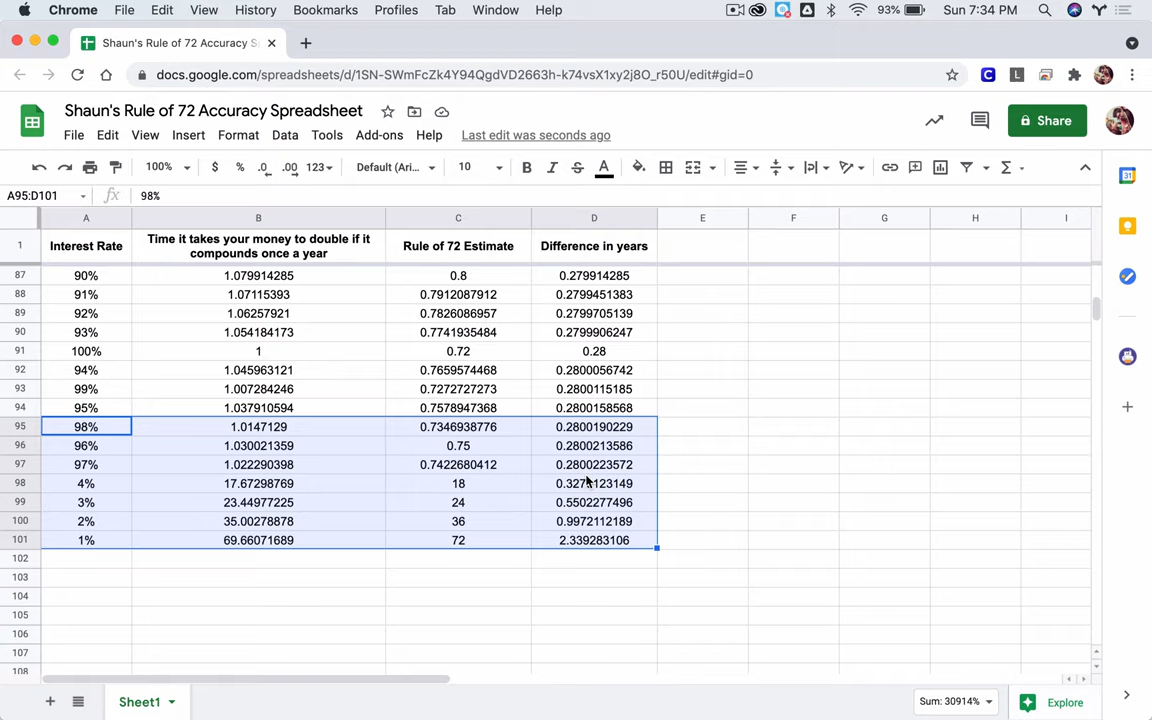 Chrome File Edit View History Bookmarks Profiles Tab Window Help 93% Sun 7:34 PM
Shaun's Rule of 72 Accuracy S
docs.google.com/spreadsheets/d/1SN-SWmFcZk4Y94QgdVD2663h-k74vsX1xy2j8O_r50U/edit#gid=0
Shaun's Rule of 72 Accuracy Spreadsheet
File Edit View Insert Format Data Tools Add-ons Help Last edit was seconds ago
Share
100% $ % .0 .00 123 Default (Ari... 10 B I S A
A95:D101 fx 98%
A B C D E F G H I
1 Interest Rate Time it takes your money to double if it compounds once a year Rule of 72 Estimate Difference in years
87 90% 1.079914285 0.8 0.279914285
88 91% 1.07115393 0.7912087912 0.2799451383
89 92% 1.06257921 0.7826086957 0.2799705139
90 93% 1.054184173 0.7741935484 0.2799906247
91 100% 1 0.72 0.28
92 94% 1.045963121 0.7659574468 0.2800056742
93 99% 1.007284246 0.7272727273 0.2800115185
94 95% 1.037910594 0.7578947368 0.2800158568
95 98% 1.0147129 0.7346938776 0.2800190229
96 96% 1.030021359 0.75 0.2800213586
97 97% 1.022290398 0.7422680412 0.2800223572
98 4% 17.67298769 18
99 3% 23.44977225 24 0.5502277496
100 2% 35.00278878 36 0.9972112189
101 1% 69.66071689 72 2.339283106
102
103
104
105
106
107
108
Sheet1
Sum: 30914%
Explore